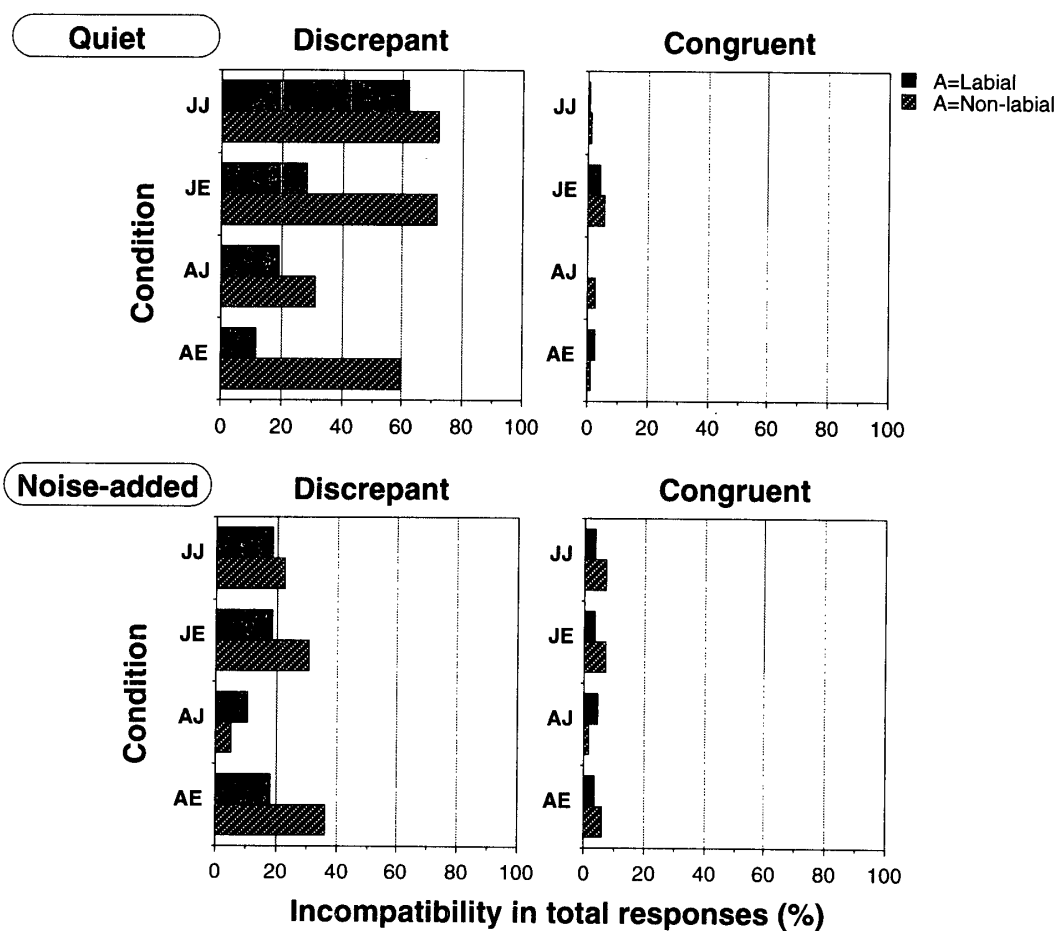 Quiet
Discrepant
Congruent
A=Labial
A=Non-labial
Condition
JJ
JE
AJ
AE
0 20 40 60 80 100
JJ
JE
AJ
AE
0 20 40 60 80 100
Noise-added
Discrepant
Congruent
Condition
JJ
JE
AJ
AE
0 20 40 60 80 100
JJ
JE
AJ
AE
0 20 40 60 80 100
Incompatibility in total responses (%)